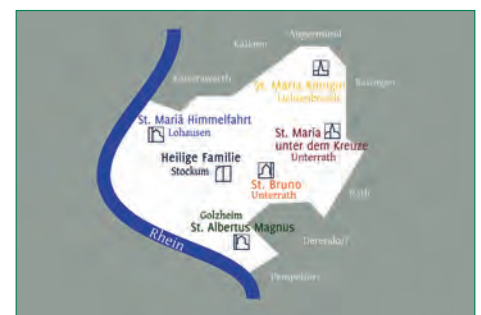 Angermund
Kalkum
Kaiserswerth
Ratingen
St. Maria Königin
Lichtenbroich
St. Mariä Himmelfahrt
Lohausen
St. Maria
unter dem Kreuze
Unterrath
Heilige Familie
Stockum
St. Bruno
Unterrath
Rath
Golzheim
St. Albertus Magnus
Rhein
Derendorf
Pempelfort